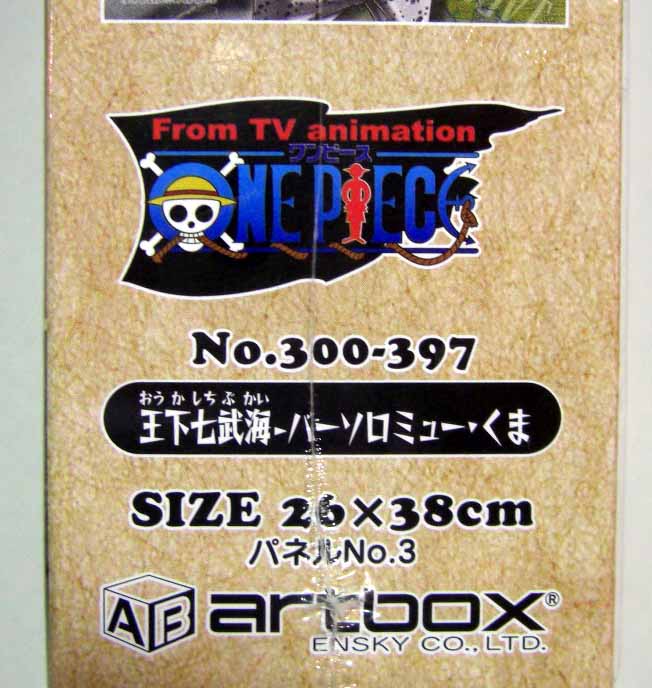 From TV animation
ワンピース
ONE PIECE
No.300-397
おうかしちぶかい
王下七武海▸バーソロミュー・くま
SIZE 26×38cm
パネルNo.3
AB artbox®
ENSKY CO., LTD.